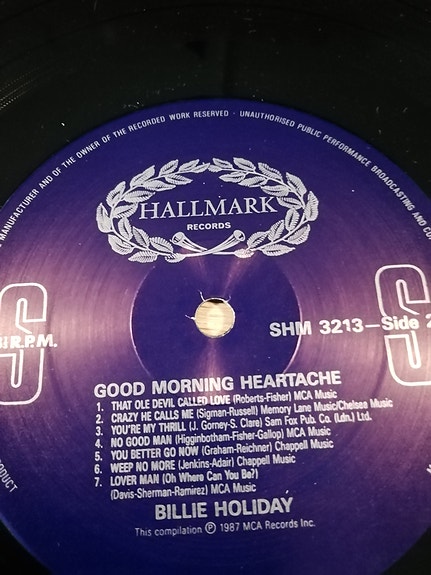 MANUFACTURER AND OF THE OWNER OF THE RECORDED WORK RESERVED · UNAUTHORISED PUBLIC PERFORMANCE BROADCASTING AND
HALLMARK
RECORDS
R.P.M.
SHM 3213-Side 2
S
S
GOOD MORNING HEARTACHE
1. THAT OLE DEVIL CALLED LOVE (Roberts-Fisher) MCA Music
2. CRAZY HE CALLS ME (Sigman-Russell) Memory Lane Music/Chelsea Music
3. YOU'RE MY THRILL (J. Gorney-S. Clare) Sam Fox Pub. Co. (Ldn.) Ltd.
4. NO GOOD MAN (Higginbotham-Fisher-Gallop) MCA Music
5. YOU BETTER GO NOW (Graham-Reichner) Chappell Music
6. WEEP NO MORE (Jenkins-Adair) Chappell Music
7. LOVER MAN (Oh Where Can You Be?)
(Davis-Sherman-Ramirez) MCA Music
BILLIE HOLIDAY
This compilation ℗ 1987 MCA Records Inc.